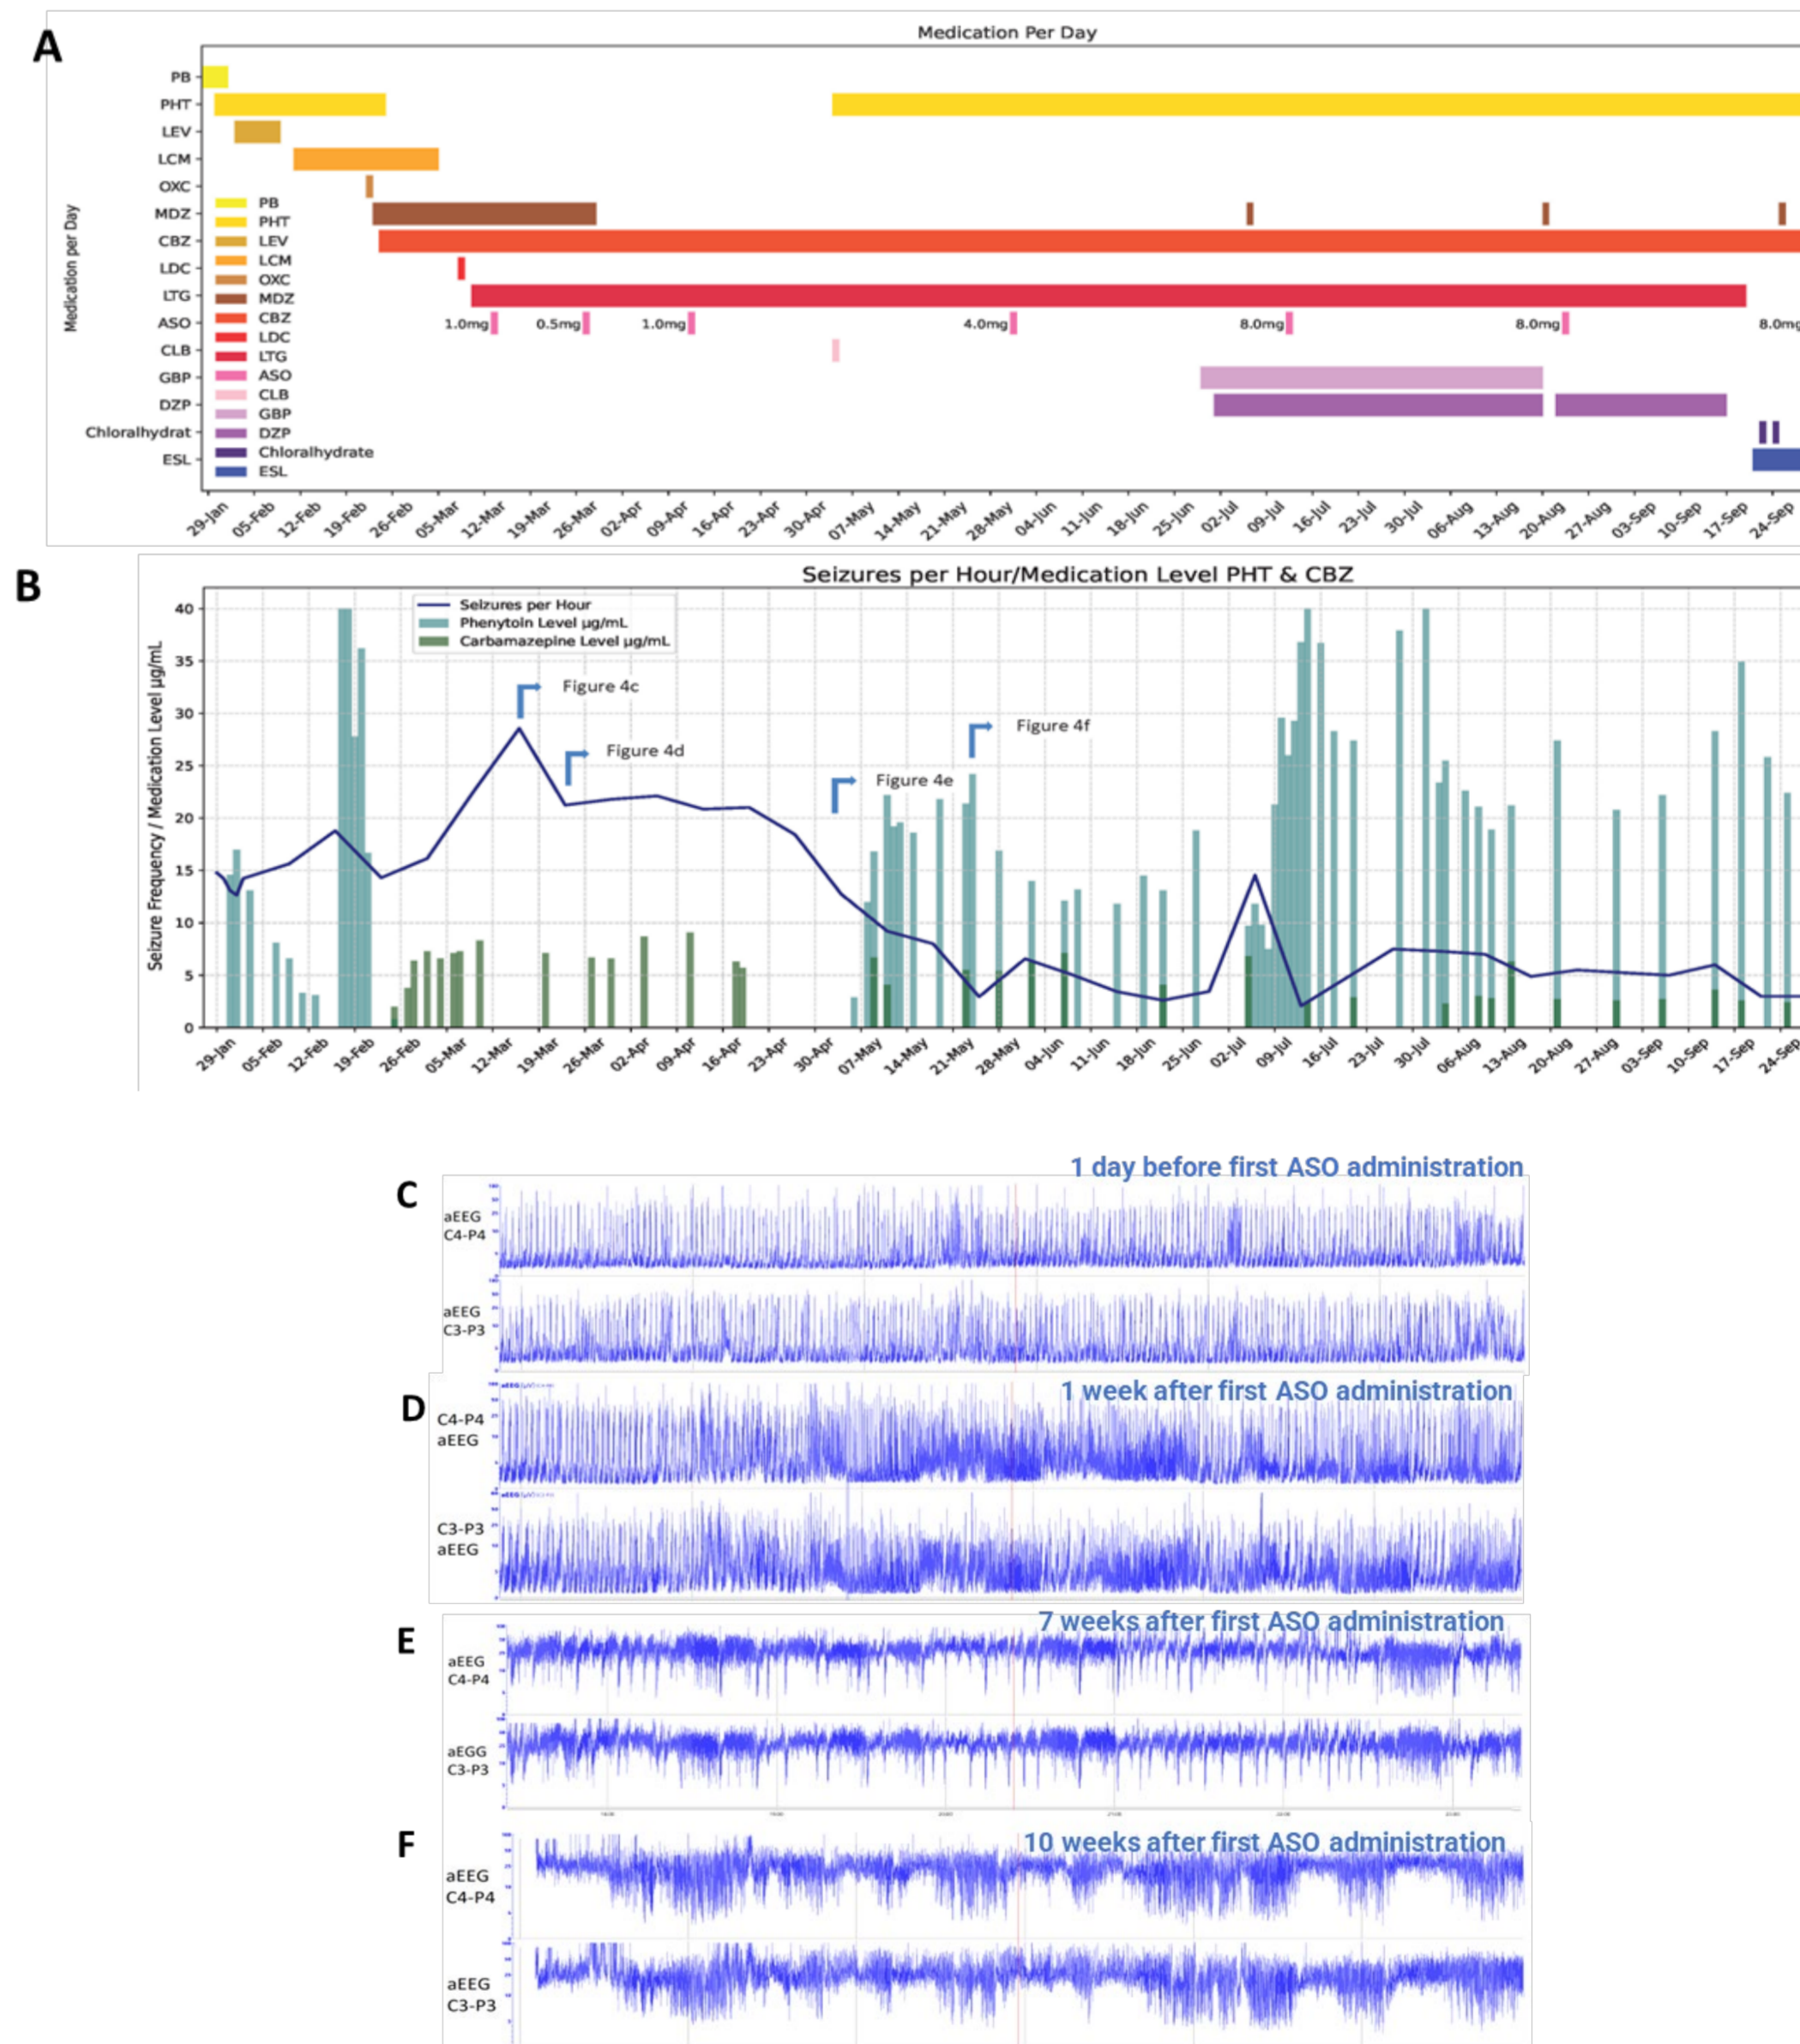 A
Medication Per Day
Medication per Day
PB
PHT
LEV
LCM
OXC
MDZ
CBZ
LDC
LTG
ASO
CLB
GBP
DZP
Chloralhydrat
ESL
PB
PHT
LEV
LCM
OXC
MDZ
CBZ
LDC
LTG
ASO
CLB
GBP
DZP
Chloralhydrate
ESL
1.0mg 0.5mg 1.0mg 4.0mg 8.0mg 8.0mg 8.0mg
29-Jan 05-Feb 12-Feb 19-Feb 26-Feb 05-Mar 12-Mar 19-Mar 26-Mar 02-Apr 09-Apr 16-Apr 23-Apr 30-Apr 07-May 14-May 21-May 28-May 04-Jun 11-Jun 18-Jun 25-Jun 02-Jul 09-Jul 16-Jul 23-Jul 30-Jul 06-Aug 13-Aug 20-Aug 27-Aug 03-Sep 10-Sep 17-Sep 24-Sep
B
Seizures per Hour/Medication Level PHT & CBZ
Seizure Frequency / Medication Level µg/mL
40
35
30
25
20
15
10
5
0
Seizures per Hour
Phenytoin Level µg/mL
Carbamazepine Level µg/mL
Figure 4c
Figure 4d
Figure 4e
Figure 4f
29-Jan 05-Feb 12-Feb 19-Feb 26-Feb 05-Mar 12-Mar 19-Mar 26-Mar 02-Apr 09-Apr 16-Apr 23-Apr 30-Apr 07-May 14-May 21-May 28-May 04-Jun 11-Jun 18-Jun 25-Jun 02-Jul 09-Jul 16-Jul 23-Jul 30-Jul 06-Aug 13-Aug 20-Aug 27-Aug 03-Sep 10-Sep 17-Sep 24-Sep
1 day before first ASO administration
C
aEEG
C4-P4
aEEG
C3-P3
1 week after first ASO administration
D
C4-P4
aEEG
C3-P3
aEEG
7 weeks after first ASO administration
E
aEEG
C4-P4
aEGG
C3-P3
10 weeks after first ASO administration
F
aEEG
C4-P4
aEEG
C3-P3